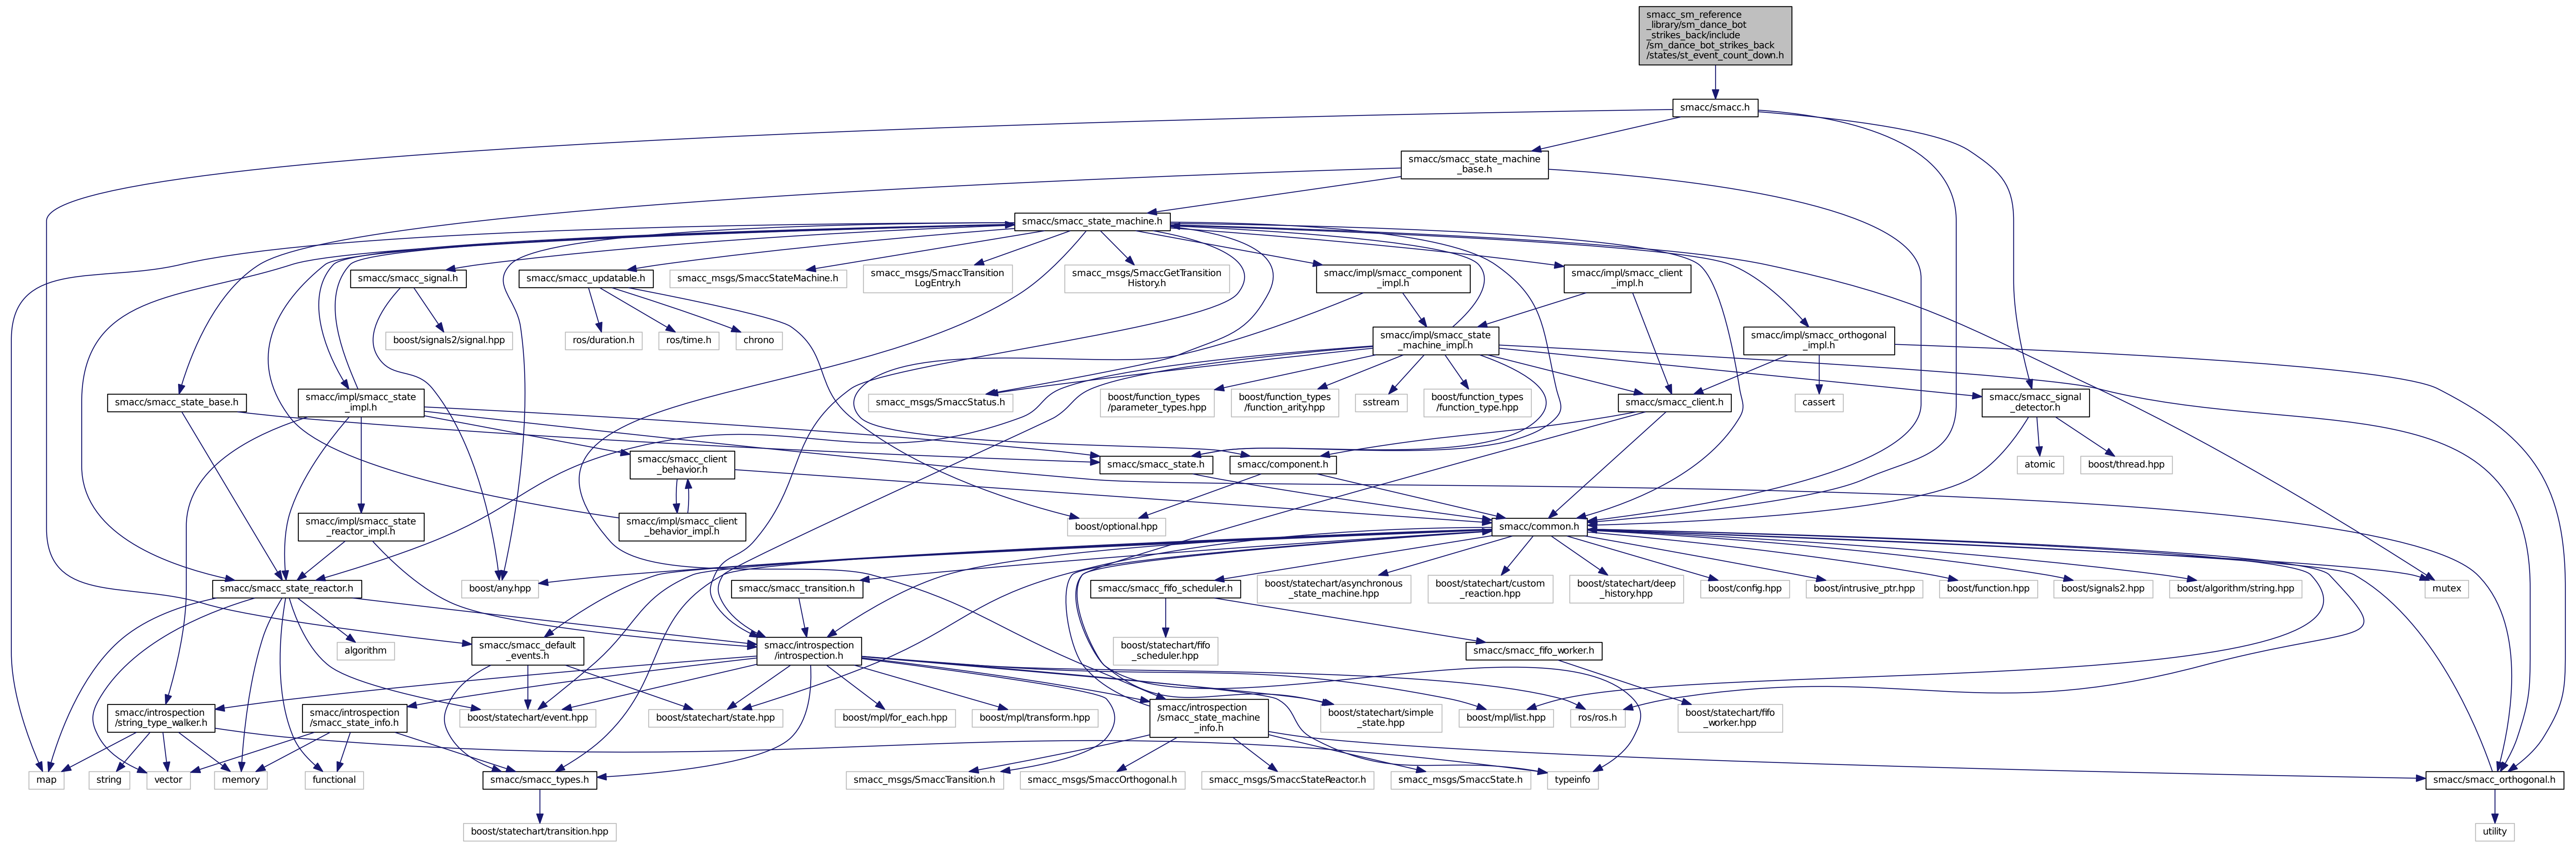 smacc_sm_reference
_library/sm_dance_bot
_strikes_back/include
/sm_dance_bot_strikes_back
/states/st_event_count_down.h
smacc/smacc.h
smacc/smacc_state_machine
_base.h
smacc/smacc_state_machine.h
smacc/smacc_signal.h
smacc/smacc_updatable.h
smacc_msgs/SmaccStateMachine.h
smacc_msgs/SmaccTransition
LogEntry.h
smacc_msgs/SmaccGetTransition
History.h
smacc/impl/smacc_component
_impl.h
smacc/impl/smacc_client
_impl.h
boost/signals2/signal.hpp
ros/duration.h
ros/time.h
chrono
smacc/impl/smacc_state
_machine_impl.h
smacc/impl/smacc_orthogonal
_impl.h
smacc/smacc_state_base.h
smacc/impl/smacc_state
_impl.h
smacc_msgs/SmaccStatus.h
boost/function_types
/parameter_types.hpp
boost/function_types
/function_arity.hpp
sstream
boost/function_types
/function_type.hpp
smacc/smacc_client.h
cassert
smacc/smacc_signal
_detector.h
smacc/smacc_client
_behavior.h
smacc/smacc_state.h
smacc/component.h
atomic
boost/thread.hpp
smacc/impl/smacc_state
_reactor_impl.h
smacc/impl/smacc_client
_behavior_impl.h
boost/optional.hpp
smacc/common.h
smacc/smacc_state_reactor.h
boost/any.hpp
smacc/smacc_transition.h
smacc/smacc_fifo_scheduler.h
boost/statechart/asynchronous
_state_machine.hpp
boost/statechart/custom
_reaction.hpp
boost/statechart/deep
_history.hpp
boost/config.hpp
boost/intrusive_ptr.hpp
boost/function.hpp
boost/signals2.hpp
boost/algorithm/string.hpp
mutex
algorithm
smacc/smacc_default
_events.h
smacc/introspection
/introspection.h
boost/statechart/fifo
_scheduler.hpp
smacc/smacc_fifo_worker.h
smacc/introspection
/string_type_walker.h
smacc/introspection
/smacc_state_info.h
boost/statechart/event.hpp
boost/statechart/state.hpp
boost/mpl/for_each.hpp
boost/mpl/transform.hpp
smacc/introspection
/smacc_state_machine
_info.h
boost/statechart/simple
_state.hpp
boost/mpl/list.hpp
ros/ros.h
boost/statechart/fifo
_worker.hpp
map
string
vector
memory
functional
smacc/smacc_types.h
smacc_msgs/SmaccTransition.h
smacc_msgs/SmaccOrthogonal.h
smacc_msgs/SmaccStateReactor.h
smacc_msgs/SmaccState.h
typeinfo
smacc/smacc_orthogonal.h
boost/statechart/transition.hpp
utility